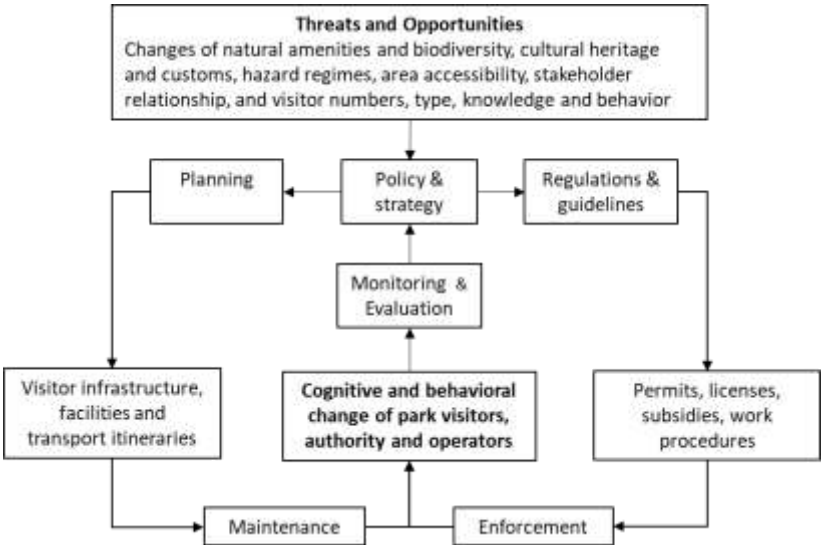 Threats and Opportunities
Changes of natural amenities and biodiversity, cultural heritage
and customs, hazard regimes, area accessibility, stakeholder
relationship, and visitor numbers, type, knowledge and behavior
Planning
Policy &
strategy
Regulations &
guidelines
Monitoring &
Evaluation
Visitor infrastructure,
facilities and
transport itineraries
Cognitive and behavioral
change of park visitors,
authority and operators
Permits, licenses,
subsidies, work
procedures
Maintenance
Enforcement